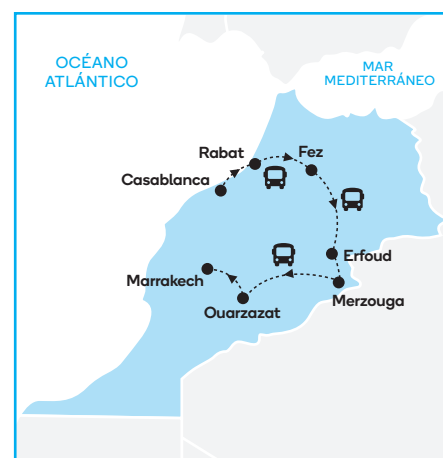 OCÉANO
ATLÁNTICO
MAR
MEDITERRÁNEO
Rabat
Fez
Casablanca
Erfoud
Marrakech
Merzouga
Ouarzazat